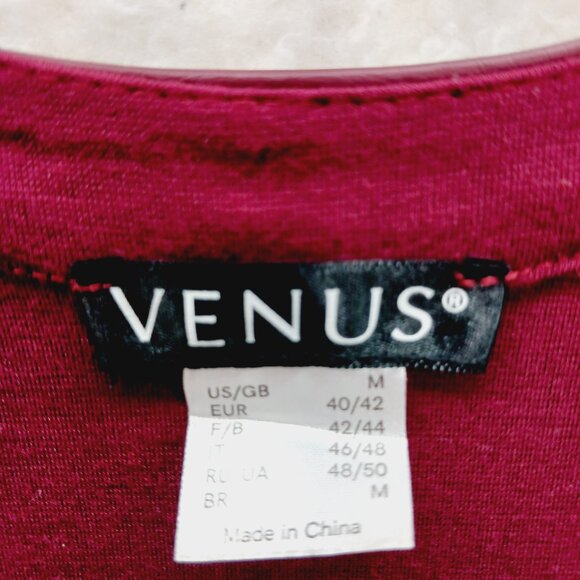 VENUS®
US/GB M
EUR 40/42
F/B 42/44
IT 46/48
RU UA 48/50
BR M
Made in China